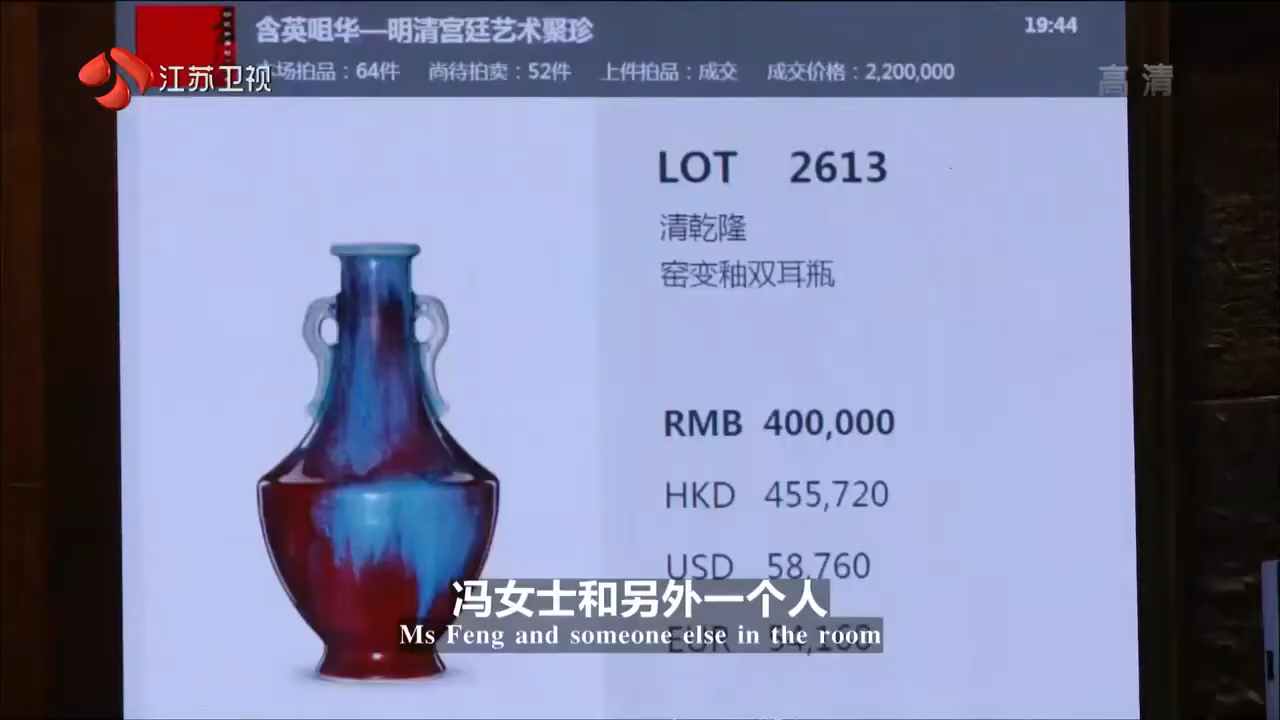 含英咀华—明清宫廷艺术聚珍
19:44
江苏卫视
场拍品：64件 尚待拍卖：52件 上件拍品：成交 成交价格：2,200,000
高清
LOT 2613
清乾隆
窑变釉双耳瓶
RMB 400,000
HKD 455,720
USD 58,760
冯女士和另外一个人
Ms Feng and someone else in the room
EUR 54,160